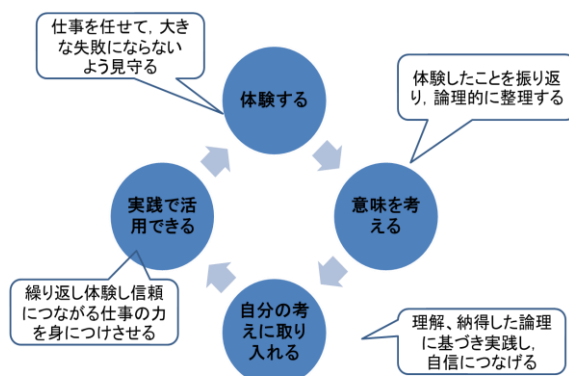 仕事を任せて，大き
な失敗にならない
よう見守る
体験する
体験したことを振り返
り，論理的に整理する
意味を考
える
理解、納得した論理
に基づき実践し，
自信につなげる
自分の考
えに取り
入れる
繰り返し体験し信頼
につながる仕事の力
を身につけさせる
実践で活
用できる